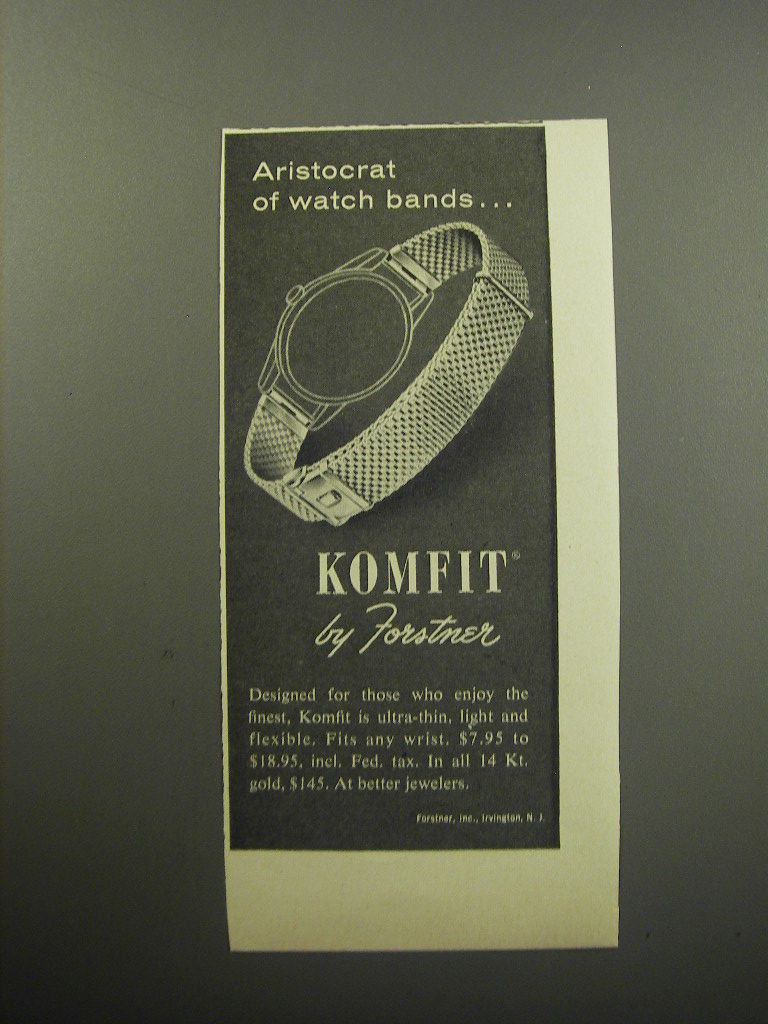 Aristocrat
of watch bands...
KOMFIT®
by Forstner
Designed for those who enjoy the
finest, Komfit is ultra-thin, light and
flexible. Fits any wrist. $7.95 to
$18.95, incl. Fed. tax. In all 14 Kt.
gold, $145. At better jewelers.
Forstner, Inc., Irvington, N. J.